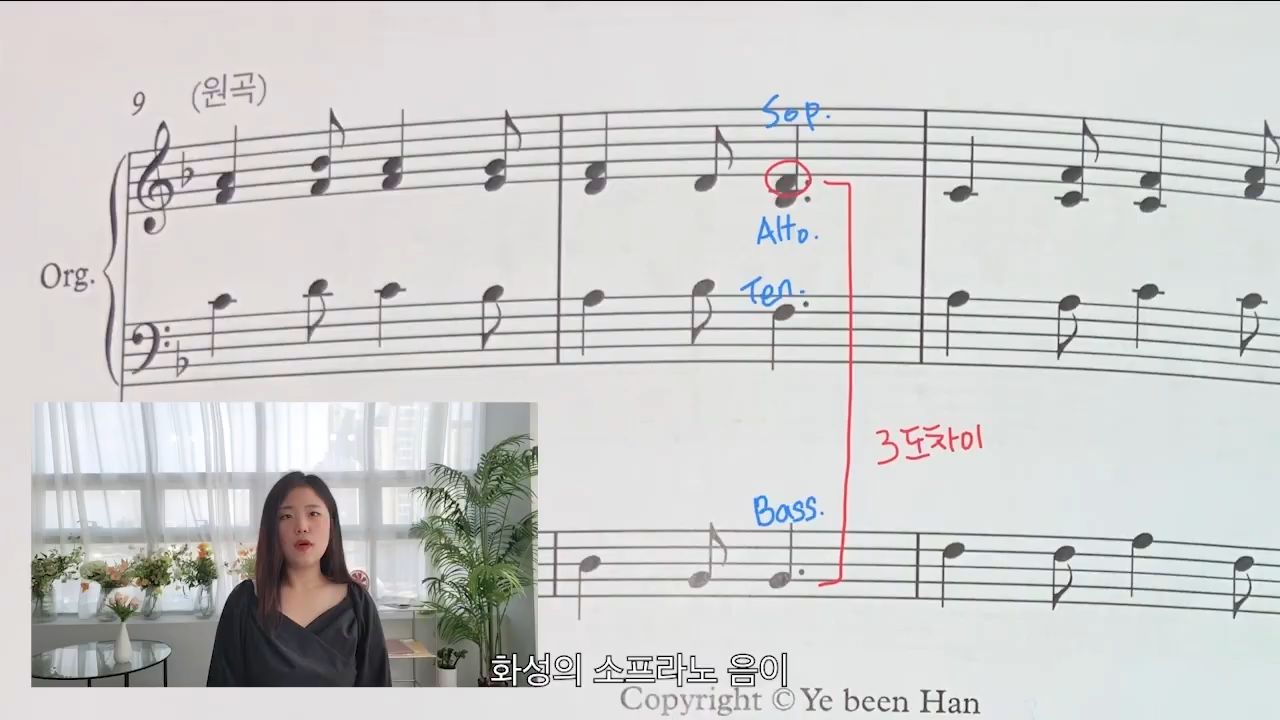 9 (원곡)
Sop.
Alto.
Org.
Ten.
3도차이
Bass.
화성의 소프라노 음이
Copyright © Ye been Han